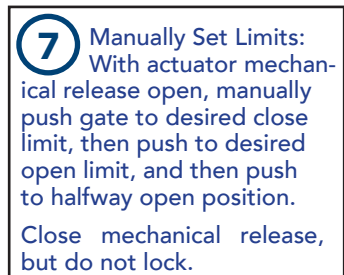 7 Manually Set Limits:
With actuator mechan-
ical release open, manually
push gate to desired close
limit, then push to desired
open limit, and then push
to halfway open position.
Close mechanical release,
but do not lock.